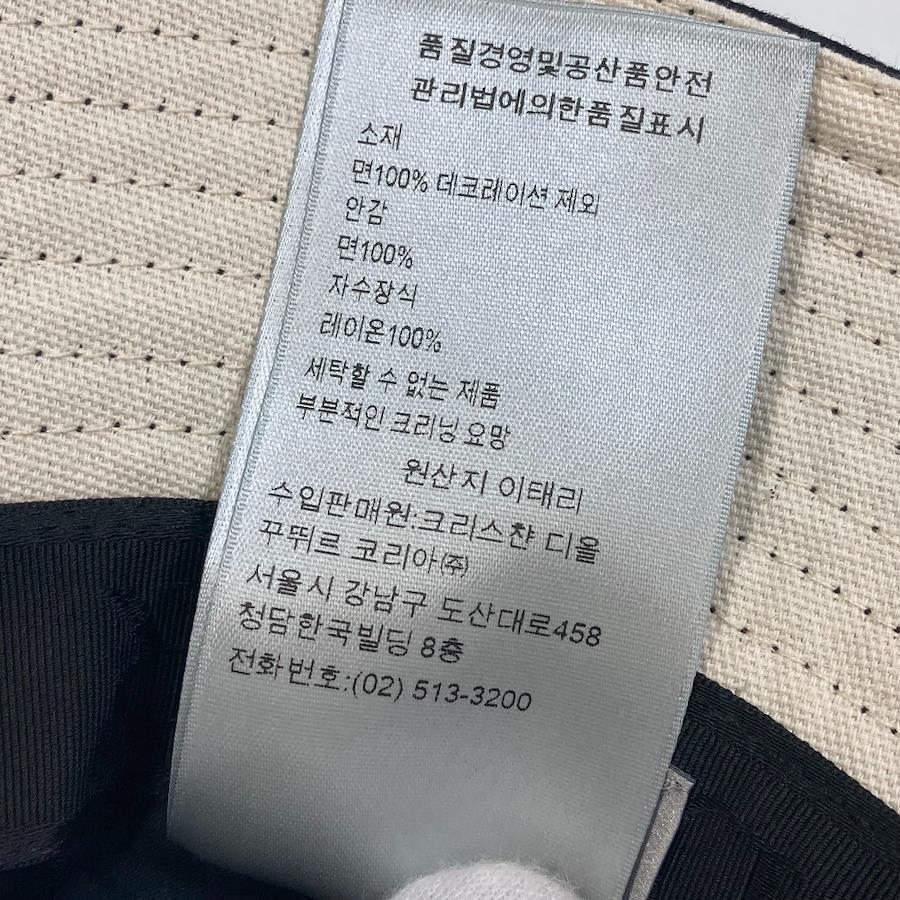 품질경영및공산품안전
관리법에의한품질표시
소재
면100% 데코레이션 제외
안감
면100%
자수장식
레이온100%
세탁할 수 없는 제품
부분적인 크리닝 요망
원산지 이태리
수입판매원:크리스챤 디올
꾸뛰르 코리아㈜
서울시 강남구 도산대로458
청담한국빌딩 8층
전화번호:(02) 513-3200